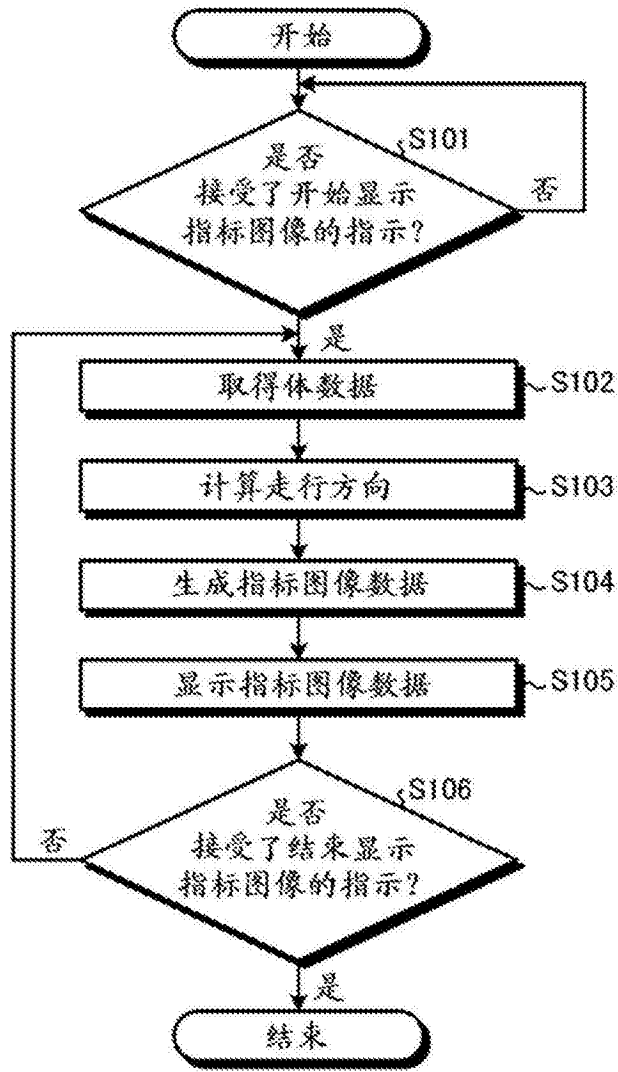 开始
S101
是否
接受了开始显示
指标图像的指示?
否
是
取得体数据
S102
计算走行方向
S103
生成指标图像数据
S104
显示指标图像数据
S105
S106
是否
接受了结束显示
指标图像的指示?
否
是
结束